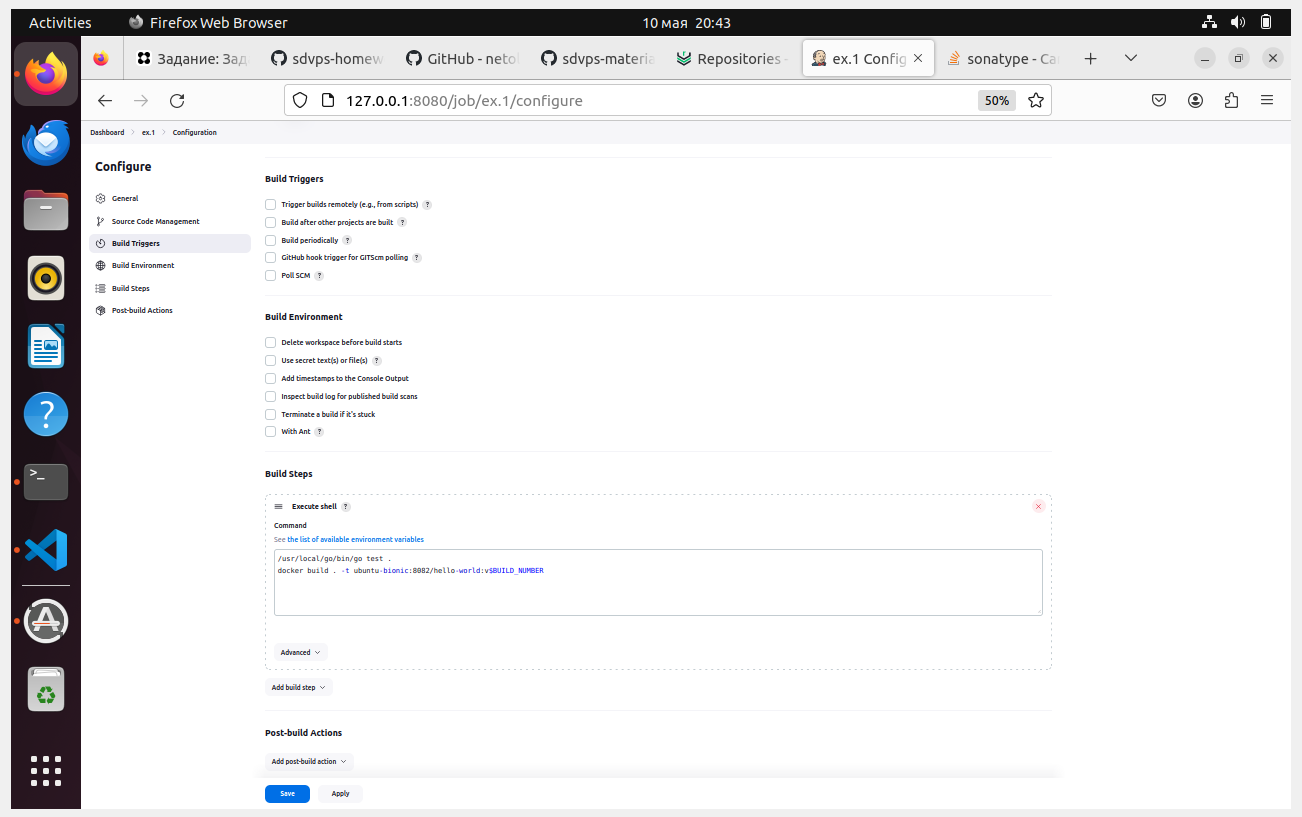 Activities
Firefox Web Browser
10 мая 20:43
Задание: Зад
sdvps-homew
GitHub - netol
sdvps-materia
Repositories -
ex.1 Config
sonatype - Ca
127.0.0.1:8080/job/ex.1/configure
50%
Dashboard
ex.1
Configuration
Configure
General
Source Code Management
Build Triggers
Build Environment
Build Steps
Post-build Actions
Build Triggers
Trigger builds remotely (e.g., from scripts) ?
Build after other projects are built ?
Build periodically ?
GitHub hook trigger for GITScm polling ?
Poll SCM ?
Build Environment
Delete workspace before build starts
Use secret text(s) or file(s) ?
Add timestamps to the Console Output
Inspect build log for published build scans
Terminate a build if it's stuck
With Ant ?
Build Steps
Execute shell ?
Command
See the list of available environment variables
/usr/local/go/bin/go test .
docker build . -t ubuntu-bionic:8082/hello-world:v$BUILD_NUMBER
Advanced
Add build step
Post-build Actions
Add post-build action
Save
Apply